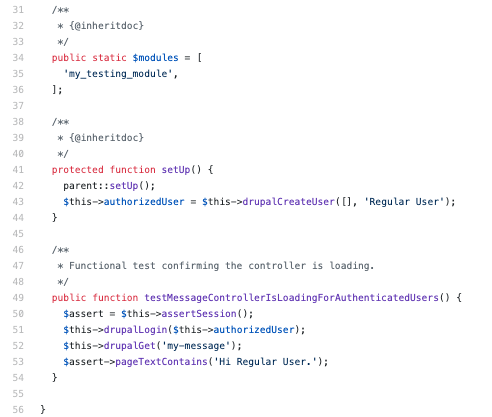 31 /**
32 * {@inheritdoc}
33 */
34 public static $modules = [
35 'my_testing_module',
36 ];
37
38 /**
39 * {@inheritdoc}
40 */
41 protected function setUp() {
42 parent::setUp();
43 $this->authorizedUser = $this->drupalCreateUser([], 'Regular User');
44 }
45
46 /**
47 * Functional test confirming the controller is loading.
48 */
49 public function testMessageControllerIsLoadingForAuthenticatedUsers() {
50 $assert = $this->assertSession();
51 $this->drupalLogin($this->authorizedUser);
52 $this->drupalGet('my-message');
53 $assert->pageTextContains('Hi Regular User.');
54 }
55
56 }